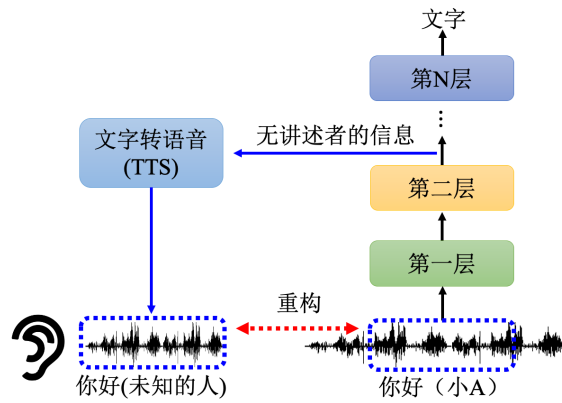 文字
第N层
...
第二层
第一层
无讲述者的信息
文字转语音
(TTS)
重构
你好(未知的人)
你好（小A）